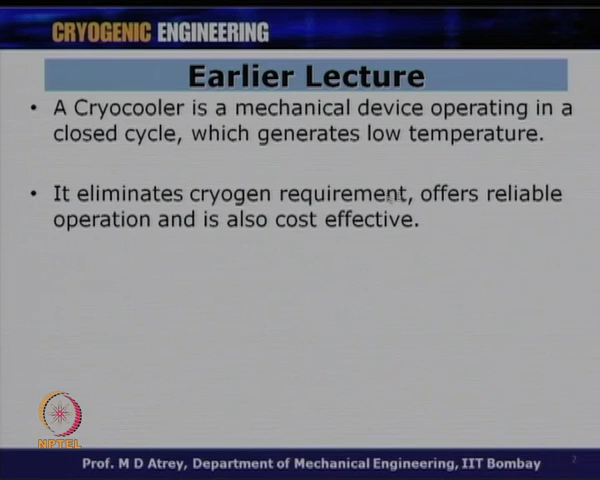 CRYOGENIC ENGINEERING
Earlier Lecture
• A Cryocooler is a mechanical device operating in a
closed cycle, which generates low temperature.
• It eliminates cryogen requirement, offers reliable
operation and is also cost effective.
NPTEL
Prof. M D Atrey, Department of Mechanical Engineering, IIT Bombay
2